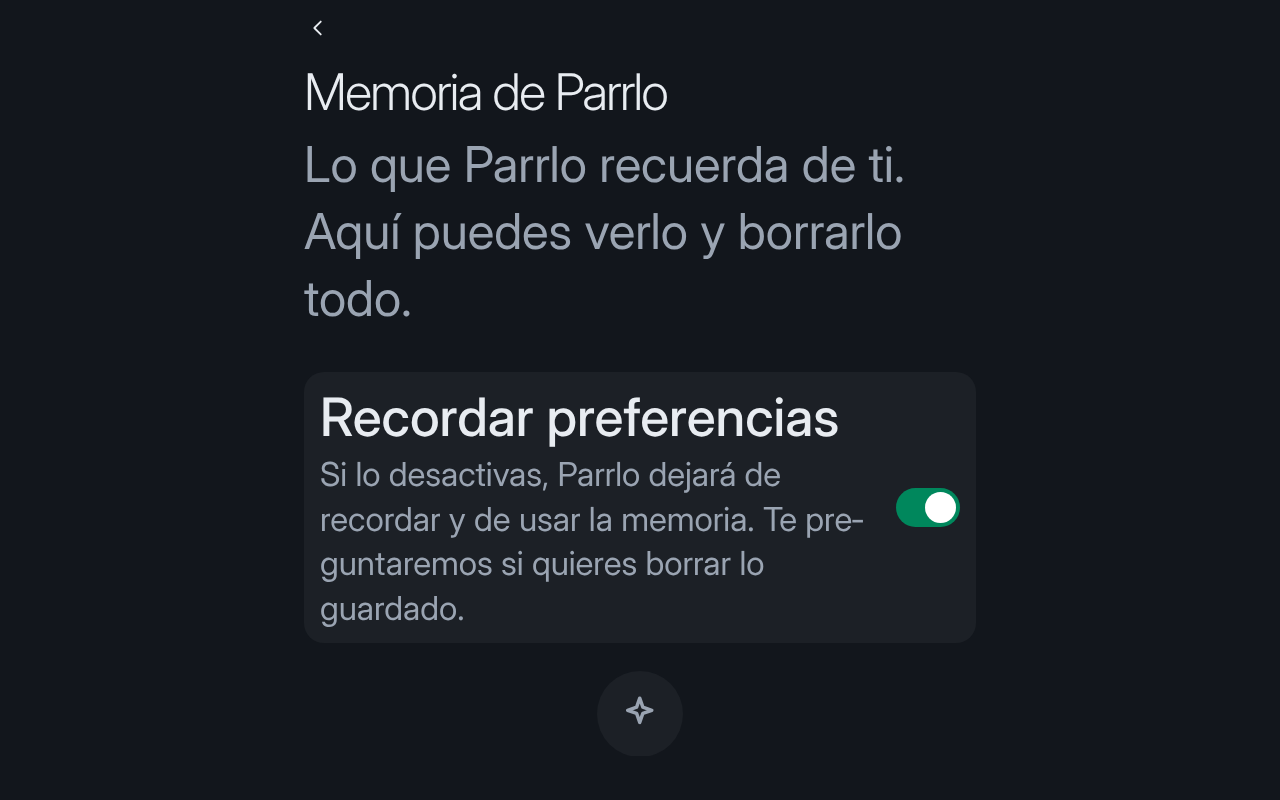 Memoria de Parrlo
Lo que Parrlo recuerda de ti.
Aquí puedes verlo y borrarlo
todo.
Recordar preferencias
Si lo desactivas, Parrlo dejará de
recordar y de usar la memoria. Te pre-
guntaremos si quieres borrar lo
guardado.